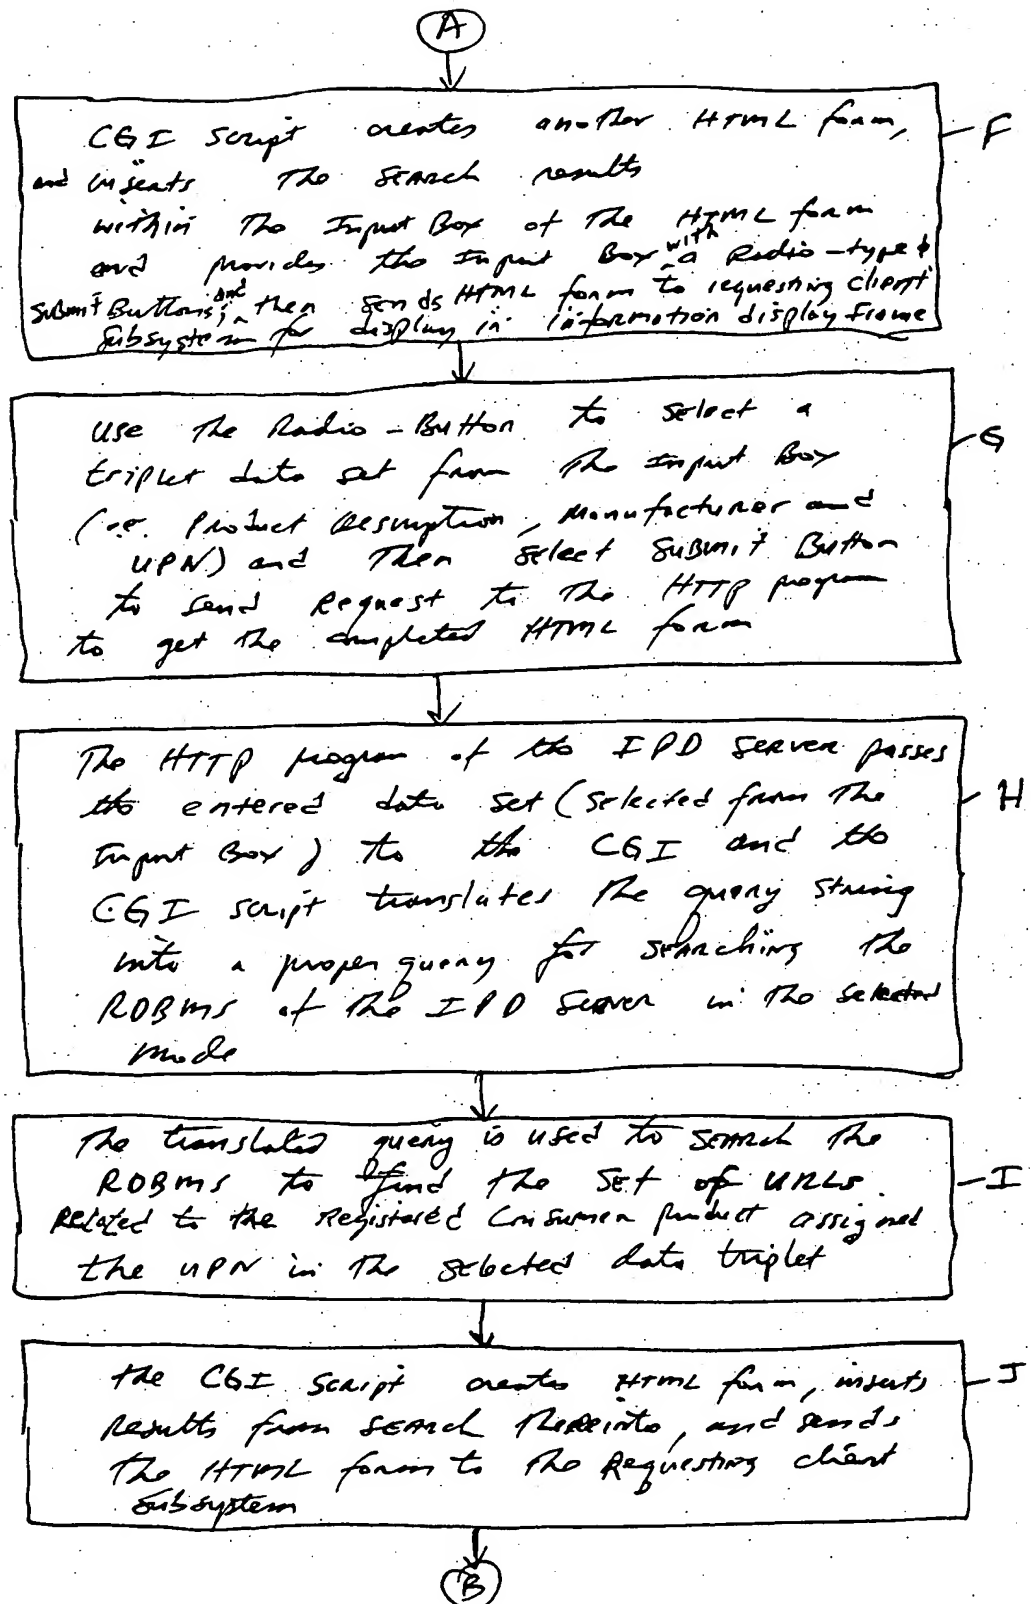 A
CGI script creates another HTML form, F
and inserts the search results
within the Input Box of the HTML form
and provides the Input Box with a Radio-type &
Submit Buttons; and then sends HTML form to requesting client
subsystem for display in information display frame
use the Radio-Button to select a G
triplet data set from the Input Box
(i.e. Product Description, Manufacturer and
UPN) and then select Submit Button
to send Request to the HTTP program
to get the completed HTML form
The HTTP program of the IPD Server passes
the entered data set (selected from the H
Input Box) to the CGI and the
CGI script translates the query string
into a proper query for searching the
RDBMS of the IPD Server in the selected
mode
The translated query is used to search the
RDBMS to find the set of URLs I
Related to the registered Consumer product assigned
the UPN in the selected data triplet
the CGI script creates HTML form, inserts J
results from search thereinto, and sends
the HTML form to the Requesting client
subsystem
B